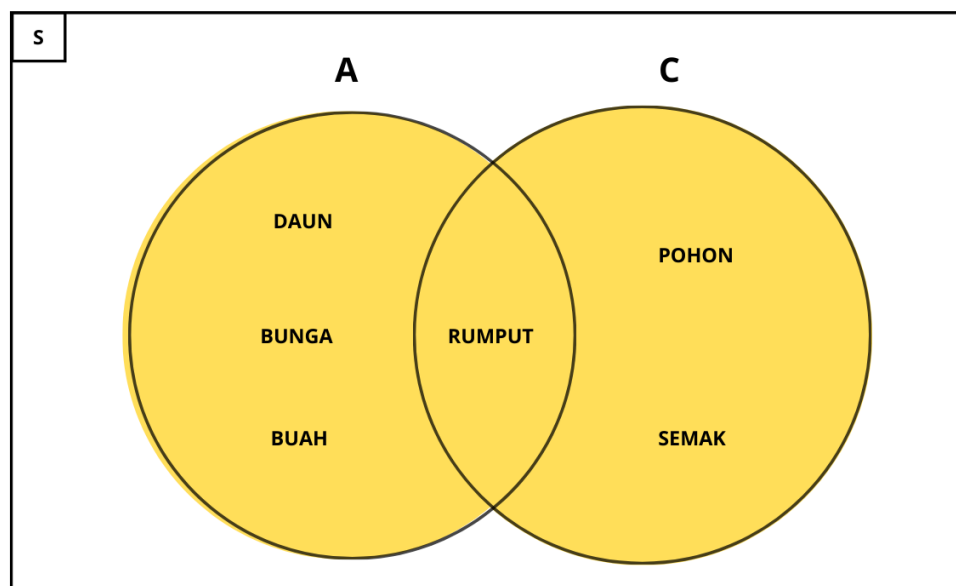 S
A
C
DAUN
POHON
BUNGA
RUMPUT
BUAH
SEMAK